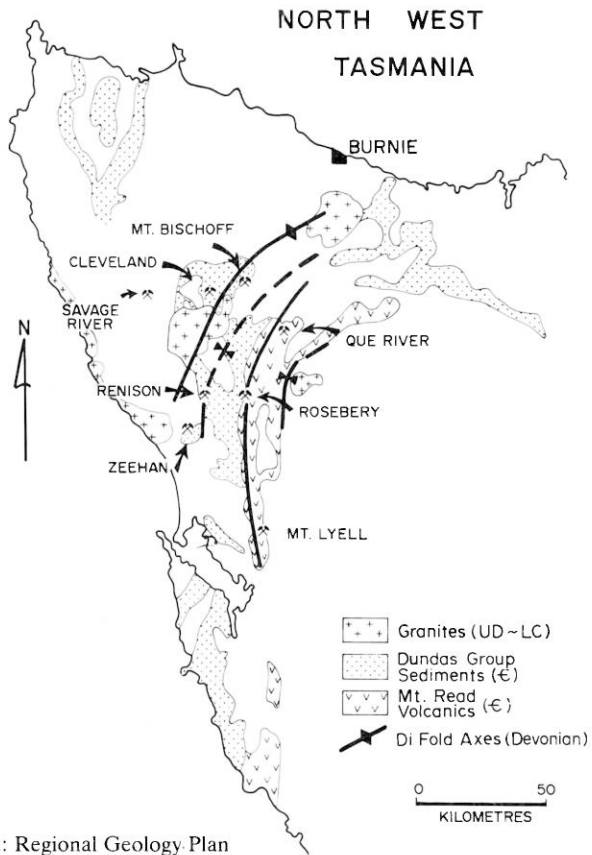 NORTH WEST
TASMANIA
BURNIE
MT. BISCHOFF
CLEVELAND
SAVAGE
RIVER
N
QUE RIVER
RENISON
ROSEBERY
ZEEHAN
MT. LYELL
Granites (UD~LC)
Dundas Group
Sediments (Є)
Mt. Read
Volcanics (Є)
Di Fold Axes (Devonian)
0 50
KILOMETRES
: Regional Geology Plan